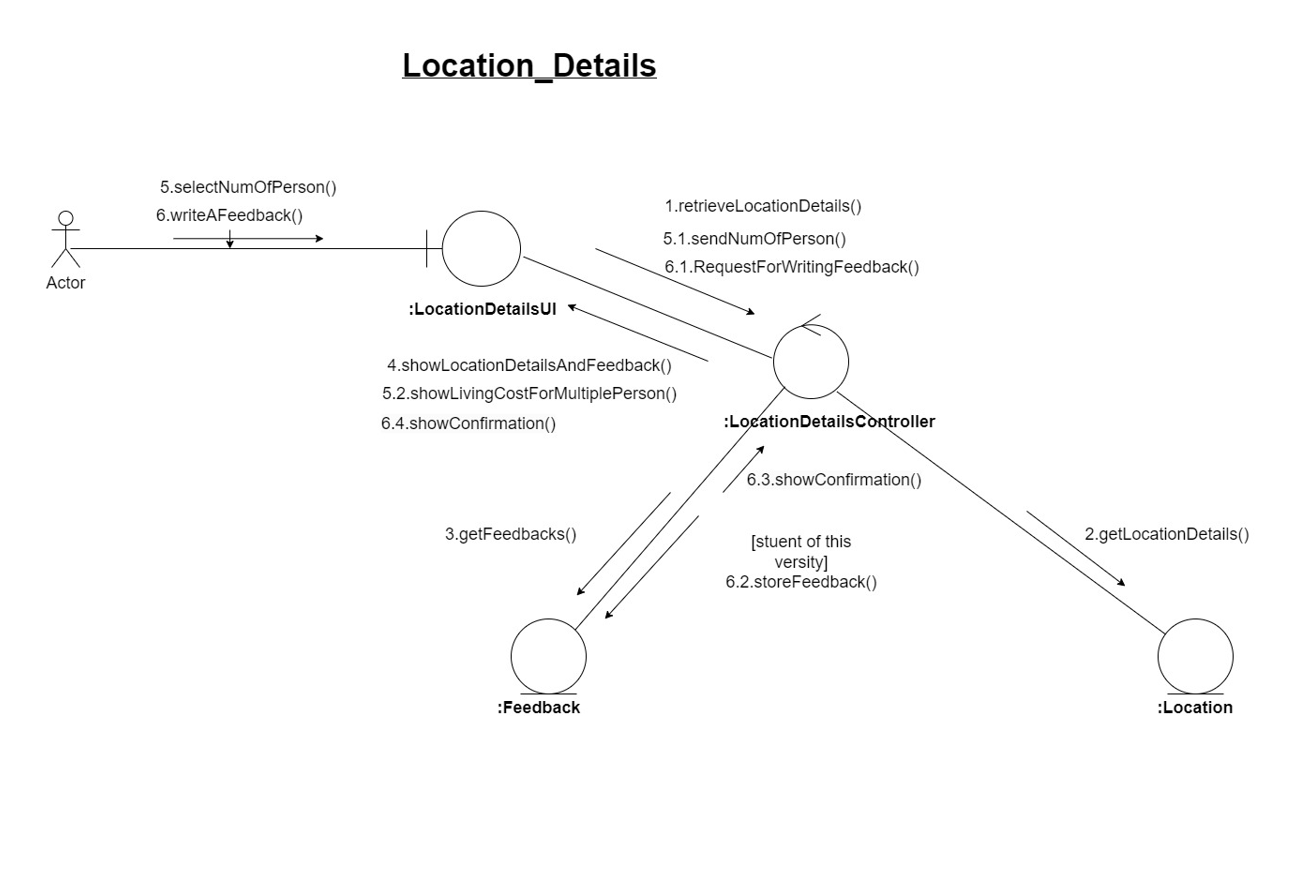 Location_Details
5.selectNumOfPerson()
6.writeAFeedback()
Actor
:LocationDetailsUI
1.retrieveLocationDetails()
5.1.sendNumOfPerson()
6.1.RequestForWritingFeedback()
4.showLocationDetailsAndFeedback()
5.2.showLivingCostForMultiplePerson()
6.4.showConfirmation()
:LocationDetailsController
6.3.showConfirmation()
3.getFeedbacks()
[stuent of this
versity]
6.2.storeFeedback()
2.getLocationDetails()
:Feedback
:Location